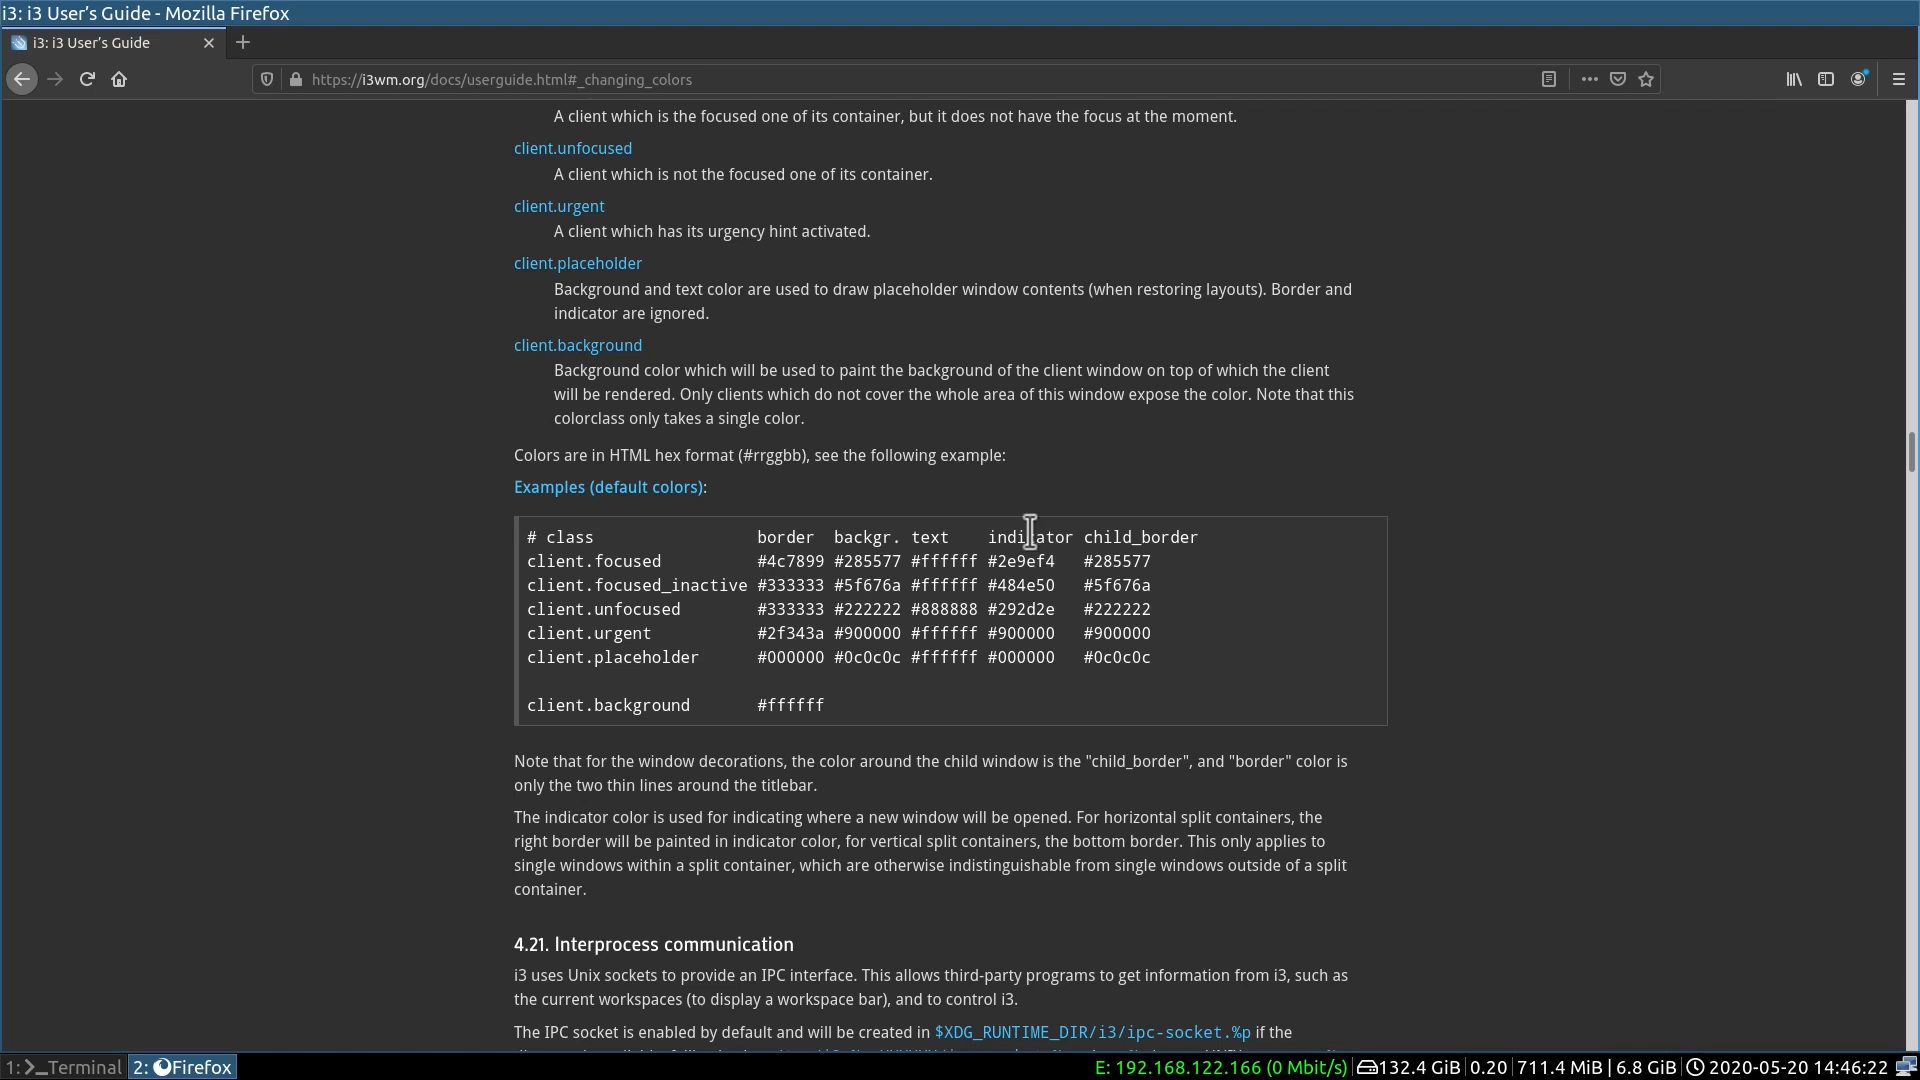 i3: i3 User’s Guide - Mozilla Firefox
i3: i3 User’s Guide
https://i3wm.org/docs/userguide.html#_changing_colors
A client which is the focused one of its container, but it does not have the focus at the moment.
client.unfocused
A client which is not the focused one of its container.
client.urgent
A client which has its urgency hint activated.
client.placeholder
Background and text color are used to draw placeholder window contents (when restoring layouts). Border and
indicator are ignored.
client.background
Background color which will be used to paint the background of the client window on top of which the client
will be rendered. Only clients which do not cover the whole area of this window expose the color. Note that this
colorclass only takes a single color.
Colors are in HTML hex format (#rrggbb), see the following example:
Examples (default colors):
# class                 border  backgr. text    indicator child_border
client.focused          #4c7899 #285577 #ffffff #2e9ef4   #285577
client.focused_inactive #333333 #5f676a #ffffff #484e50   #5f676a
client.unfocused        #333333 #222222 #888888 #292d2e   #222222
client.urgent           #2f343a #900000 #ffffff #900000   #900000
client.placeholder      #000000 #0c0c0c #ffffff #000000   #0c0c0c
client.background       #ffffff
Note that for the window decorations, the color around the child window is the "child_border", and "border" color is
only the two thin lines around the titlebar.
The indicator color is used for indicating where a new window will be opened. For horizontal split containers, the
right border will be painted in indicator color, for vertical split containers, the bottom border. This only applies to
single windows within a split container, which are otherwise indistinguishable from single windows outside of a split
container.
4.21. Interprocess communication
i3 uses Unix sockets to provide an IPC interface. This allows third-party programs to get information from i3, such as
the current workspaces (to display a workspace bar), and to control i3.
The IPC socket is enabled by default and will be created in $XDG_RUNTIME_DIR/i3/ipc-socket.%p if the
1: Terminal 2: Firefox E: 192.168.122.166 (0 Mbit/s) 132.4 GiB 0.20 711.4 MiB | 6.8 GiB 2020-05-20 14:46:22